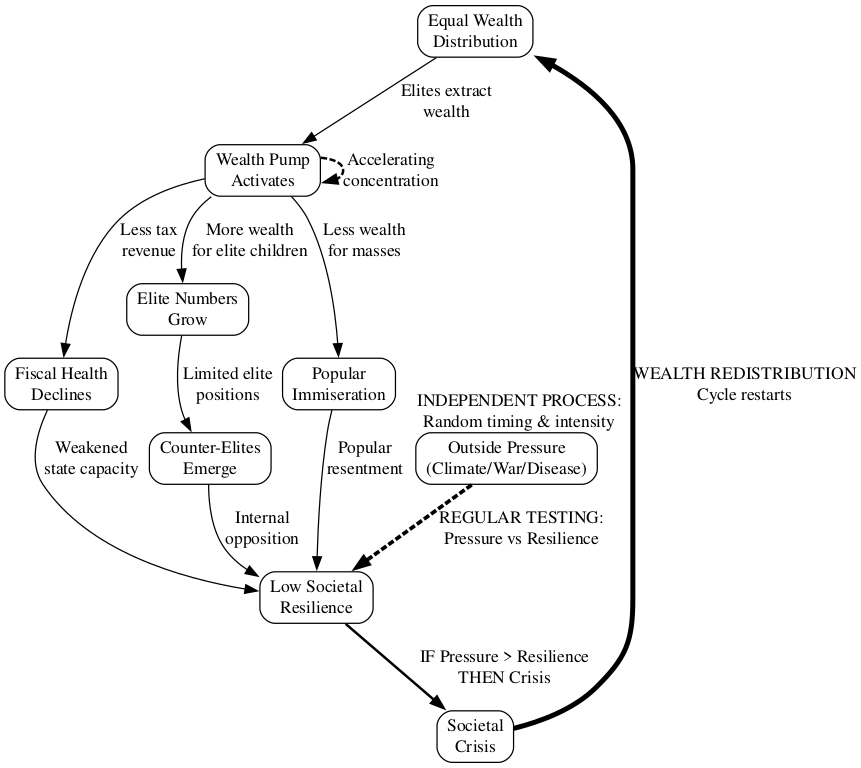 Equal Wealth
Distribution
Elites extract
wealth
Wealth Pump
Activates
Accelerating
concentration
Less tax
revenue
More wealth
for elite children
Less wealth
for masses
Elite Numbers
Grow
Fiscal Health
Declines
Limited elite
positions
Popular
Immiseration
WEALTH REDISTRIBUTION
Cycle restarts
INDEPENDENT PROCESS:
Random timing & intensity
Weakened
state capacity
Counter-Elites
Emerge
Popular
resentment
Outside Pressure
(Climate/War/Disease)
Internal
opposition
REGULAR TESTING:
Pressure vs Resilience
Low Societal
Resilience
IF Pressure > Resilience
THEN Crisis
Societal
Crisis